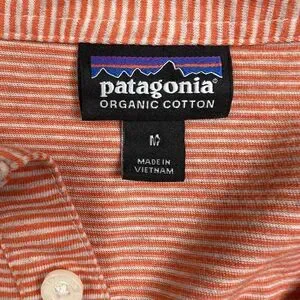 patagonia
ORGANIC COTTON
M
MADE IN
VIETNAM